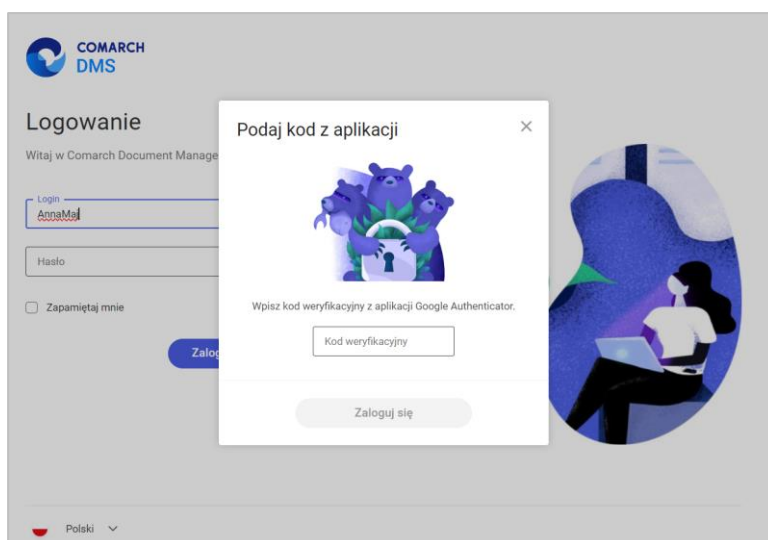 COMARCH
DMS
Logowanie
Witaj w Comarch Document Manage
Login
AnnaMaj
Hasło
Zapamiętaj mnie
Zalog
Podaj kod z aplikacji
Wpisz kod weryfikacyjny z aplikacji Google Authenticator.
Kod weryfikacyjny
Zaloguj się
Polski